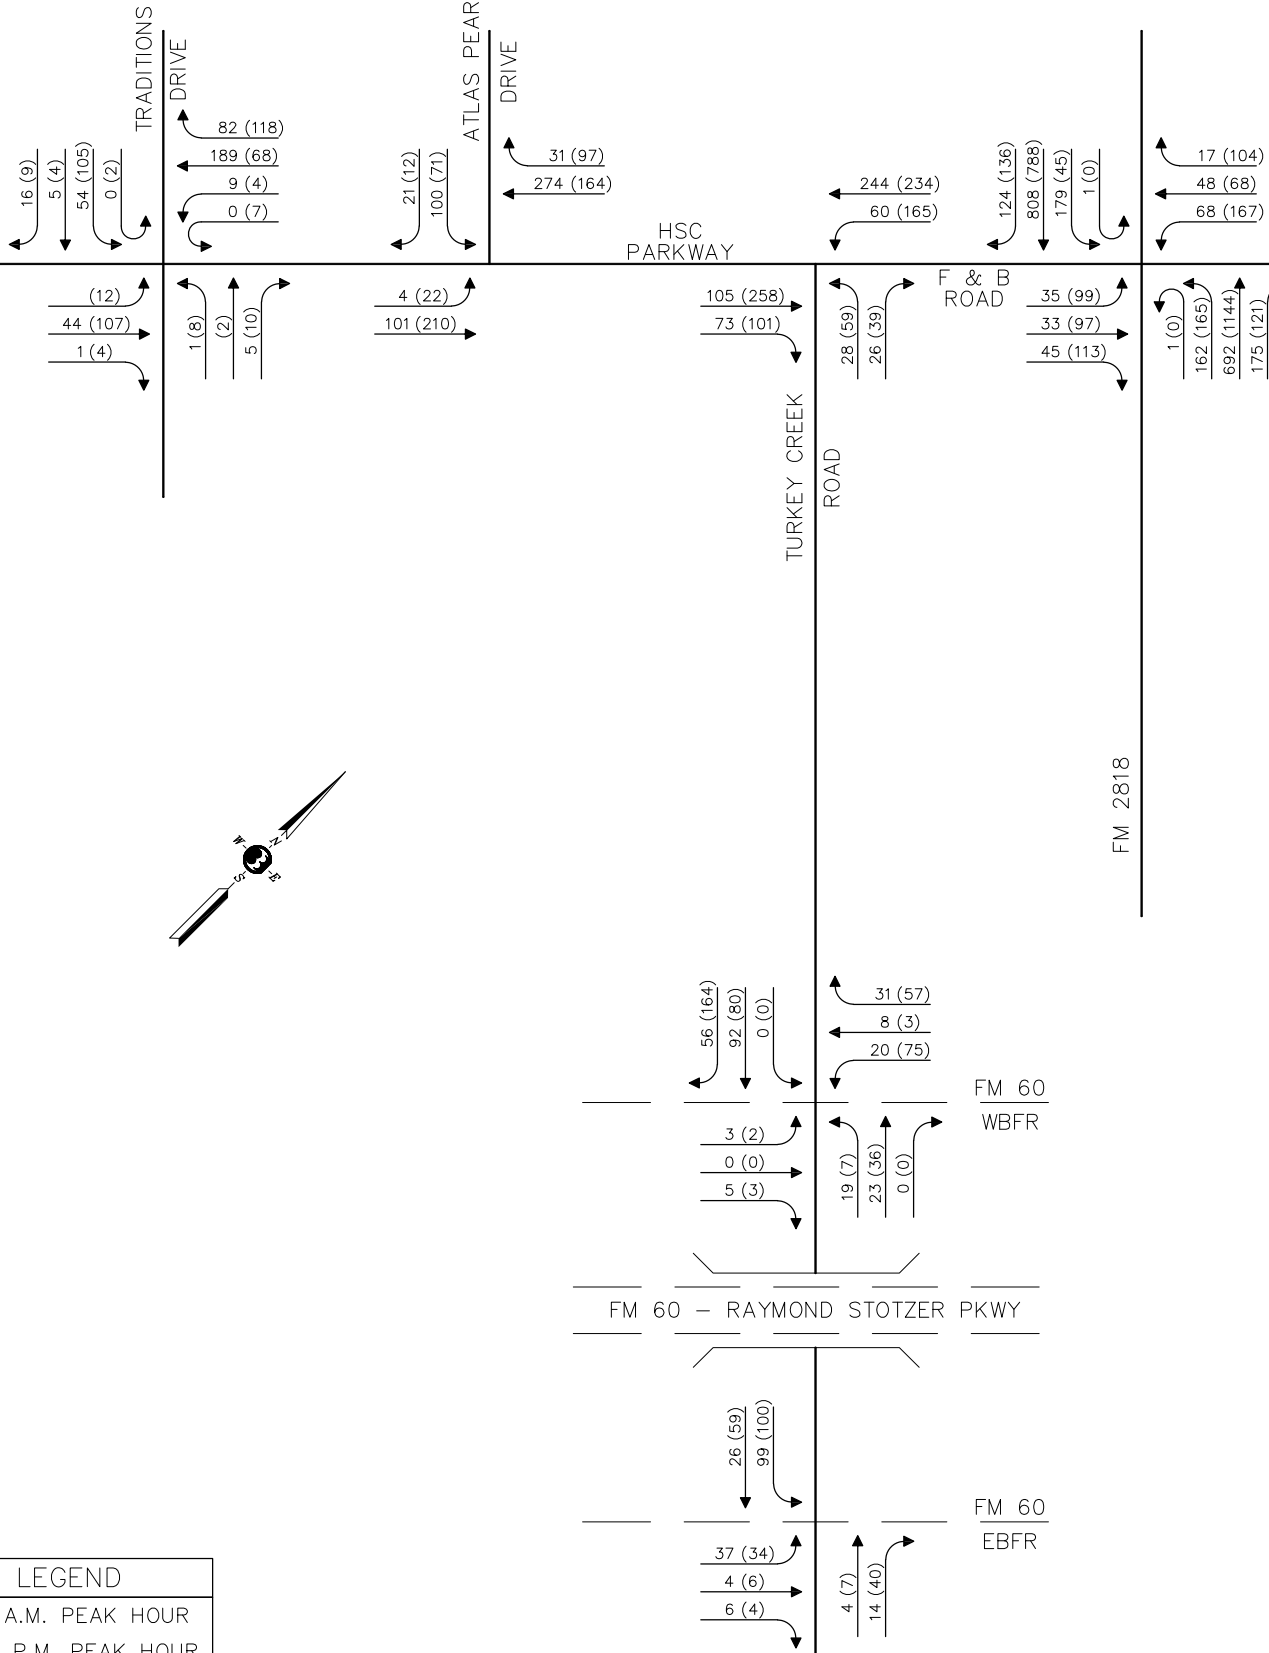 TRADITIONS
DRIVE
ATLAS PEAR
DRIVE
82 (118)
189 (68)
9 (4)
0 (7)
16 (9)
5 (4)
54 (105)
0 (2)
21 (12)
100 (71)
31 (97)
274 (164)
244 (234)
60 (165)
124 (136)
808 (788)
179 (45)
1 (0)
17 (104)
48 (68)
68 (167)
HSC
PARKWAY
F & B
ROAD
(12)
44 (107)
1 (4)
1 (8)
(2)
5 (10)
4 (22)
101 (210)
105 (258)
73 (101)
28 (59)
26 (39)
35 (99)
33 (97)
45 (113)
1 (0)
162 (165)
692 (1144)
175 (121)
TURKEY CREEK
ROAD
FM 2818
N
W
E
S
56 (164)
92 (80)
0 (0)
31 (57)
8 (3)
20 (75)
FM 60
WBFR
3 (2)
0 (0)
5 (3)
19 (7)
23 (36)
0 (0)
FM 60 – RAYMOND STOTZER PKWY
26 (59)
99 (100)
FM 60
EBFR
37 (34)
4 (6)
6 (4)
4 (7)
14 (40)
LEGEND
A.M. PEAK HOUR
P.M. PEAK HOUR